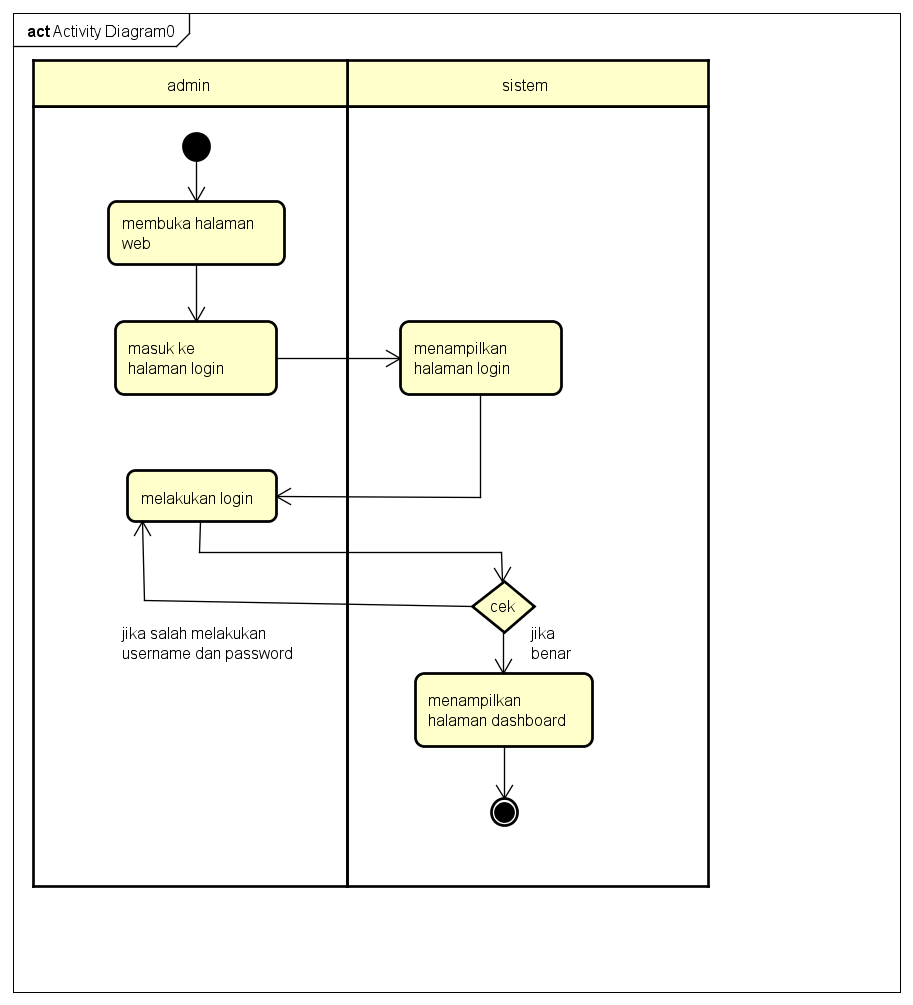 act Activity Diagram0
admin
sistem
membuka halaman
web
masuk ke
halaman login
menampilkan
halaman login
melakukan login
cek
jika salah melakukan
username dan password
jika
benar
menampilkan
halaman dashboard